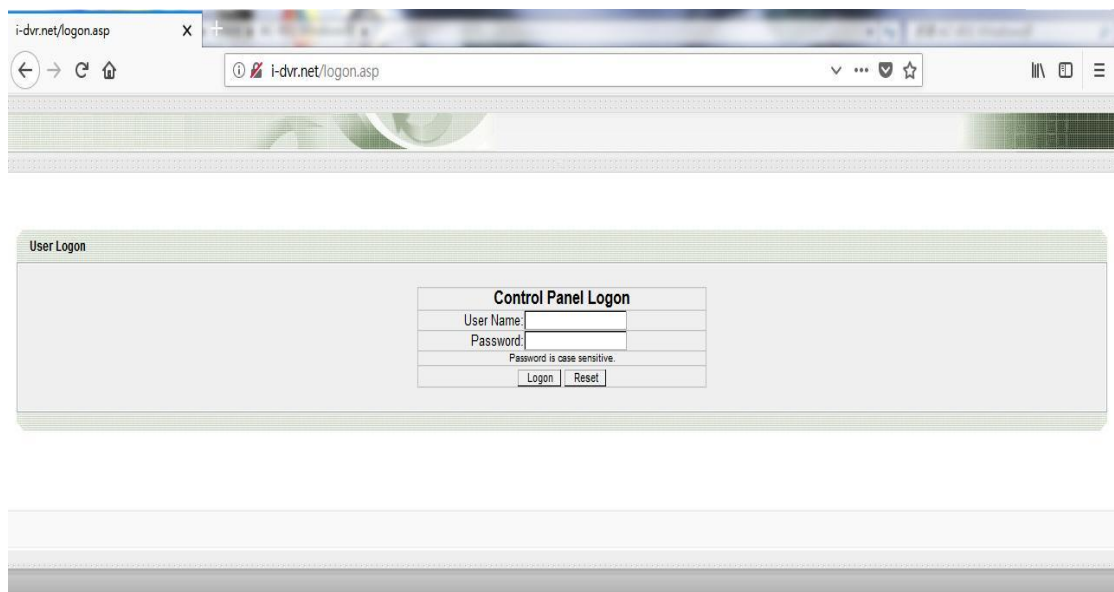 i-dvr.net/logon.asp
i-dvr.net/logon.asp
User Logon
Control Panel Logon
User Name:
Password:
Password is case sensitive.
Logon Reset